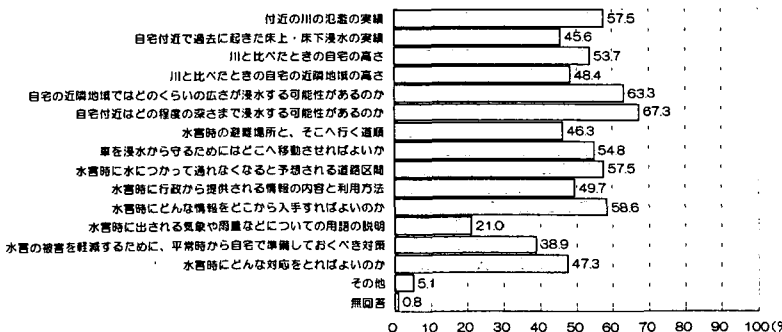 付近の川の氾濫の実績 57.5
自宅付近で過去に起きた床上・床下浸水の実績 45.6
川と比べたときの自宅の高さ 53.7
川と比べたときの自宅の近隣地域の高さ 48.4
自宅の近隣地域ではどのくらいの広さが浸水する可能性があるのか 63.3
自宅付近はどの程度の深さまで浸水する可能性があるのか 67.3
水害時の避難場所と、そこへ行く道順 46.3
車を浸水から守るためにはどこへ移動させればよいか 54.8
水害時に水につかって通れなくなると予想される道路区間 57.5
水害時に行政から提供される情報の内容と利用方法 49.7
水害時にどんな情報をどこから入手すればよいのか 58.6
水害時に出される気象や雨量などについての用語の説明 21.0
水害の被害を軽減するために、平常時から自宅で準備しておくべき対策 38.9
水害時にどんな対応をとればよいのか 47.3
その他 5.1
無回答 0.8
0 10 20 30 40 50 60 70 80 90 100(%